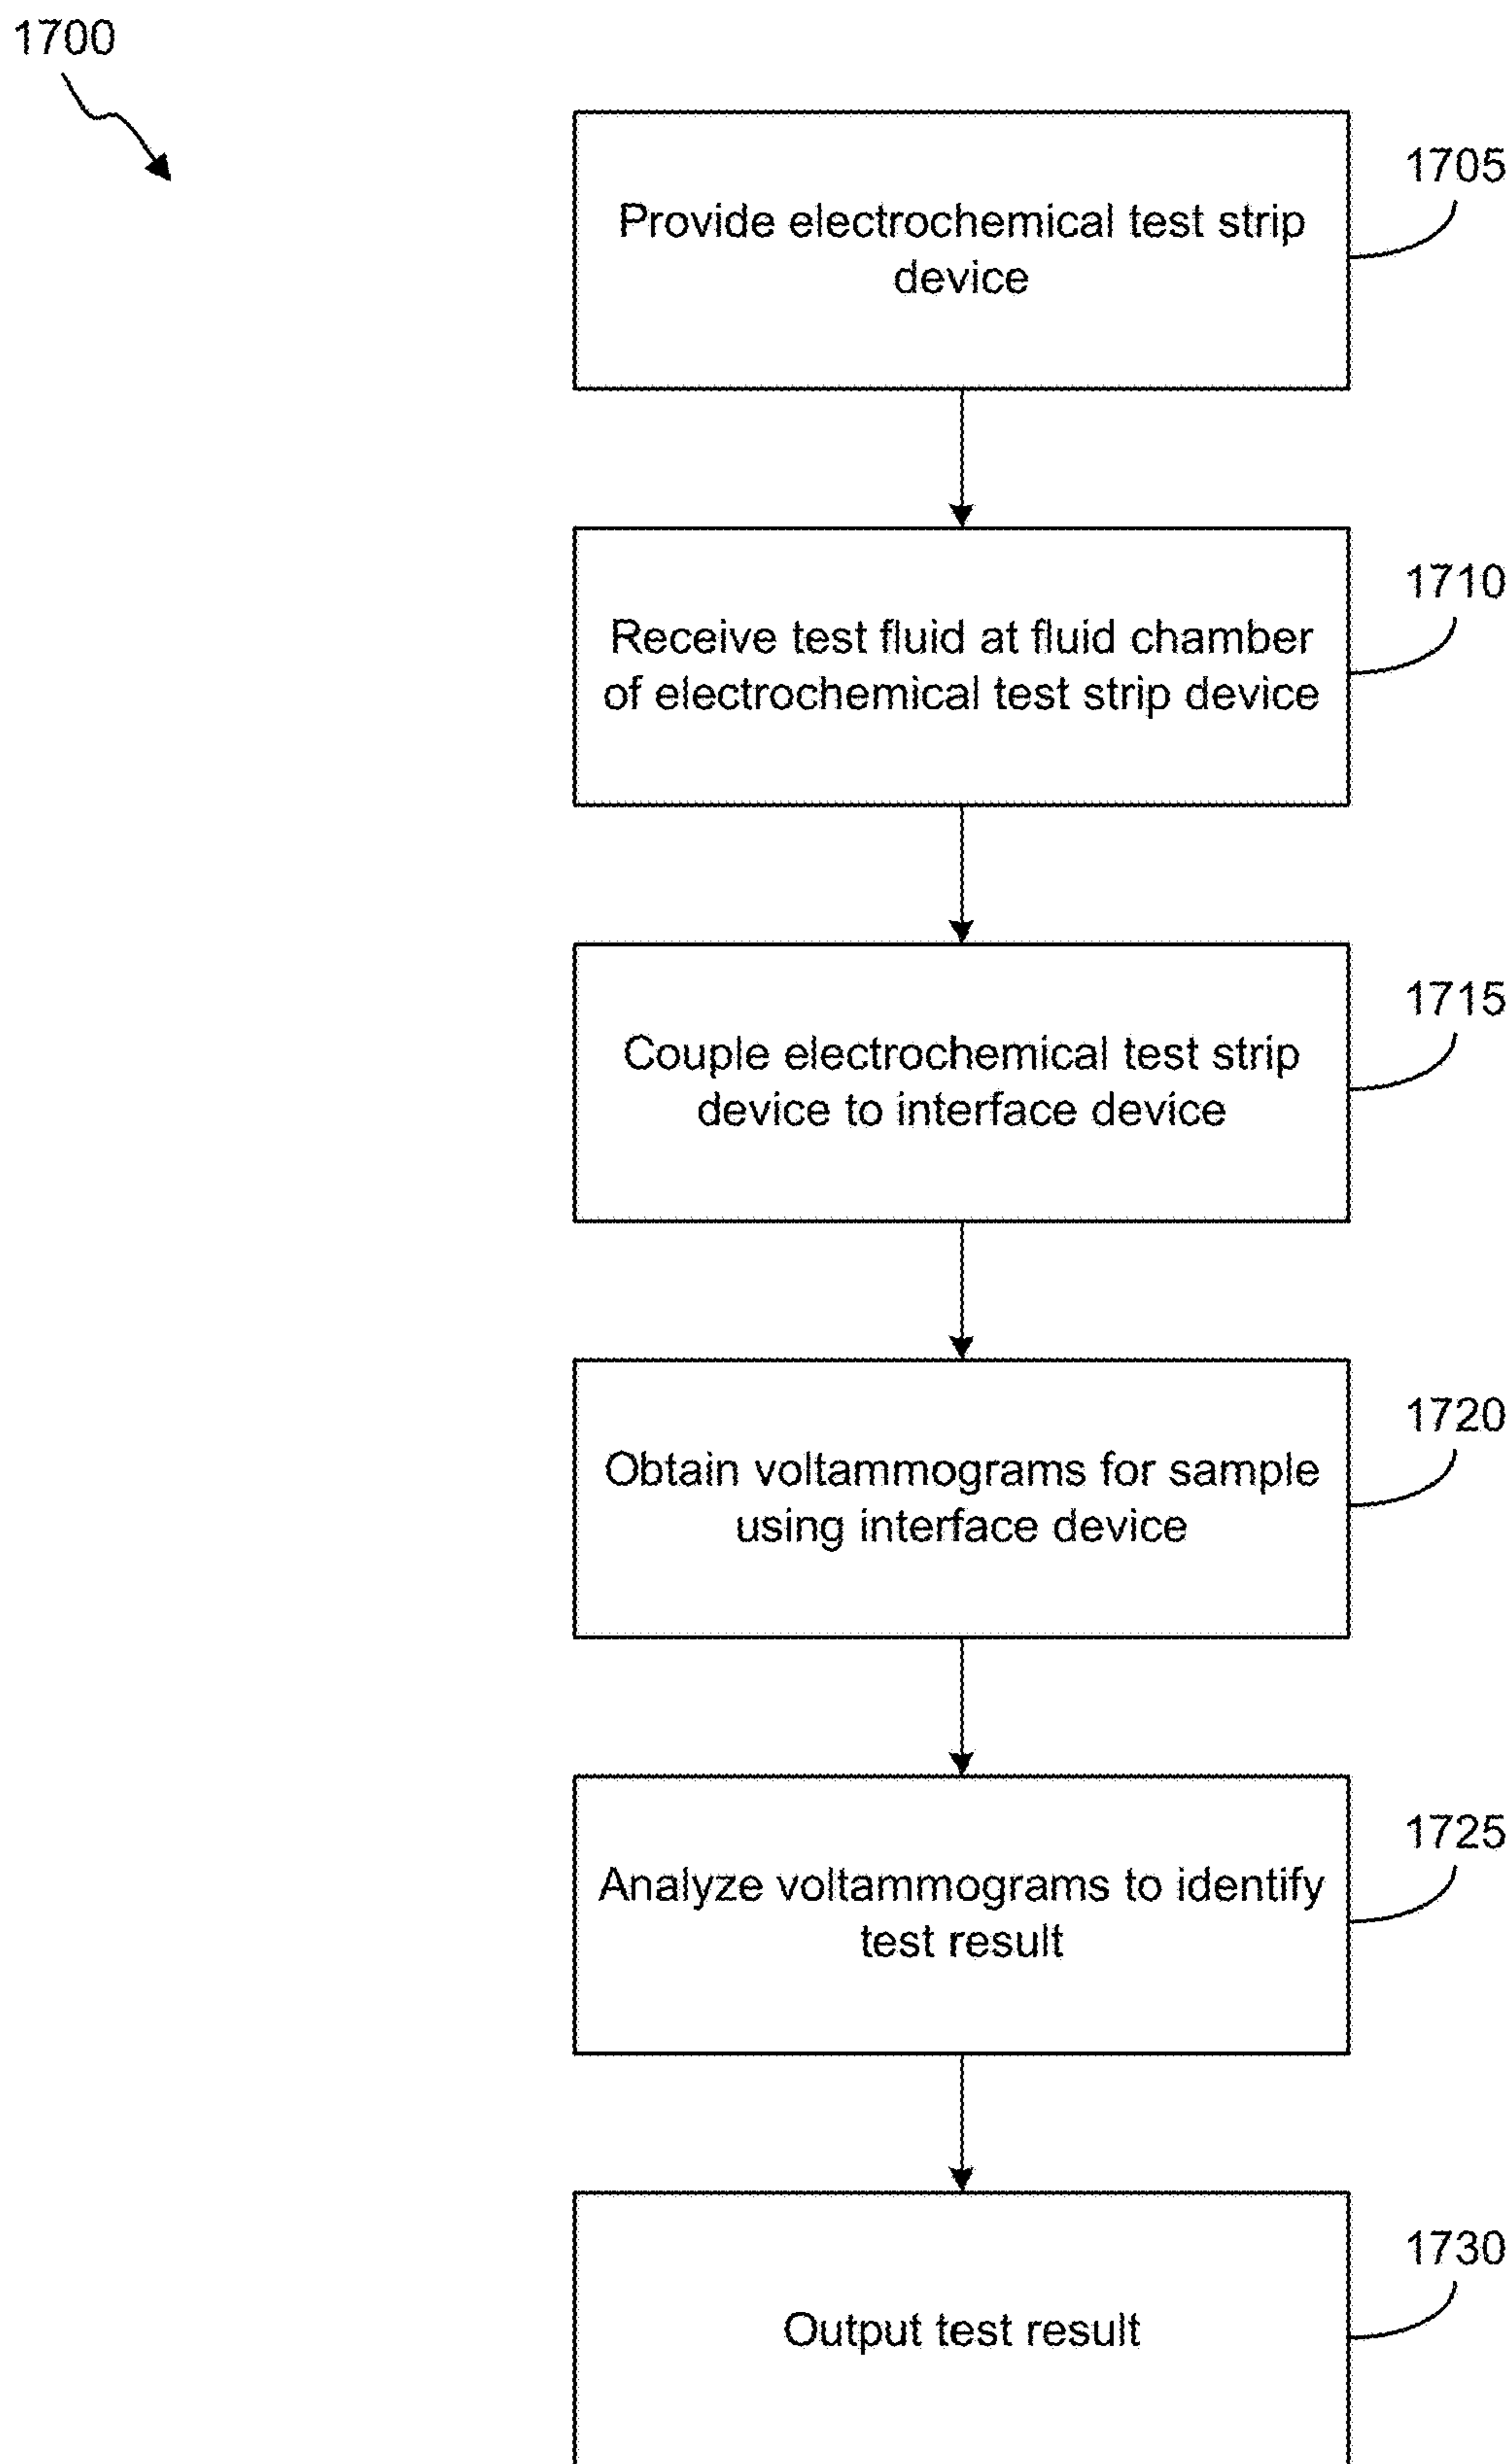 1700
1705
Provide electrochemical test strip
device
1710
Receive test fluid at fluid chamber
of electrochemical test strip device
1715
Couple electrochemical test strip
device to interface device
1720
Obtain voltammograms for sample
using interface device
1725
Analyze voltammograms to identify
test result
1730
Output test result